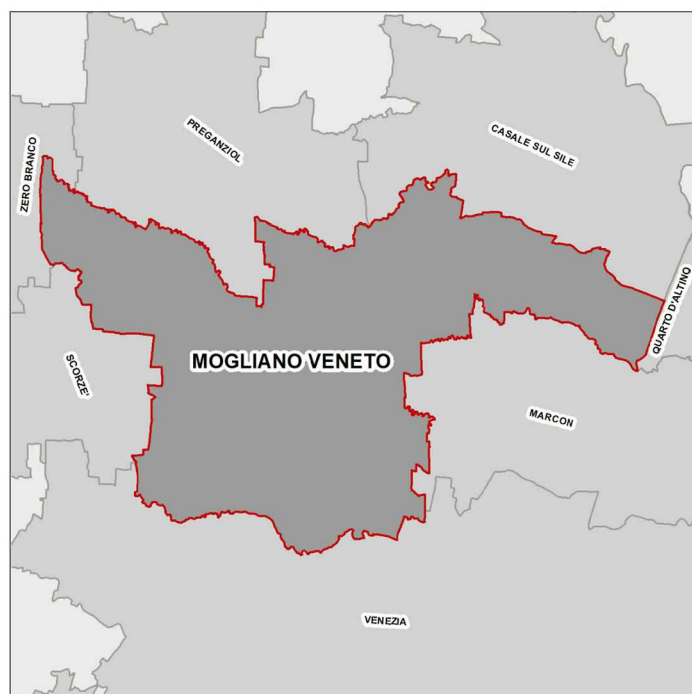 PREGANZIOL
CASALE SUL SILE
ZERO BRANCO
QUARTO D'ALTINO
MOGLIANO VENETO
SCORZE'
MARCON
VENEZIA